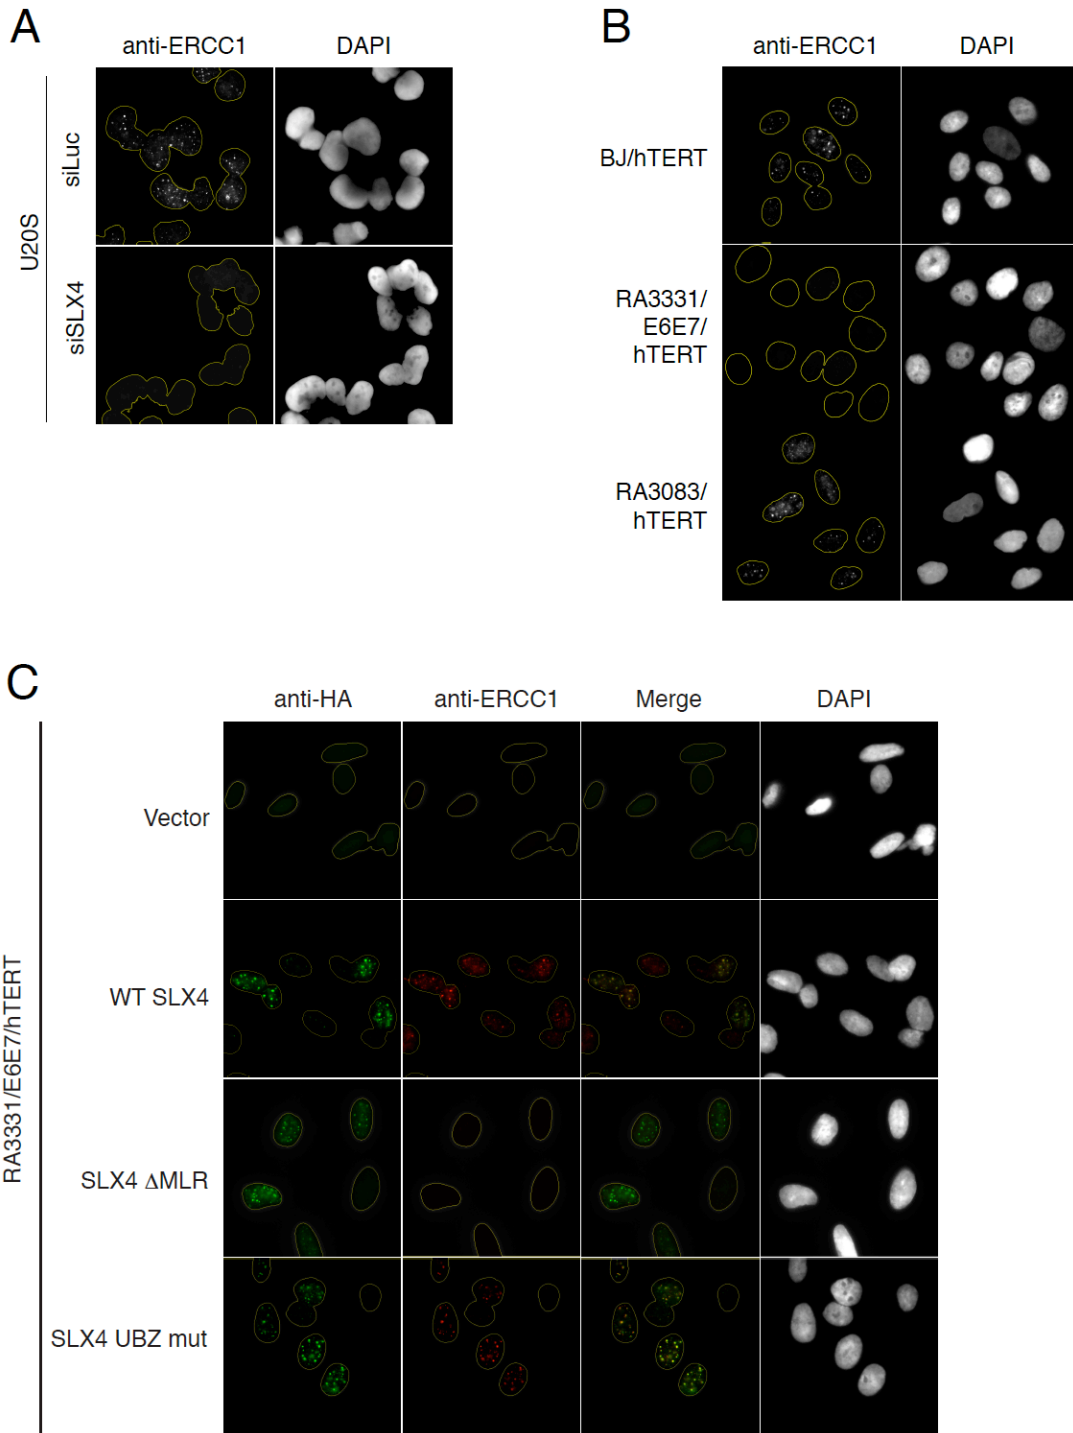 A
anti-ERCC1 DAPI
U20S
siLuc
siSLX4
B
anti-ERCC1 DAPI
BJ/hTERT
RA3331/
E6E7/
hTERT
RA3083/
hTERT
C
anti-HA anti-ERCC1 Merge DAPI
RA3331/E6E7/hTERT
Vector
WT SLX4
SLX4 ΔMLR
SLX4 UBZ mut